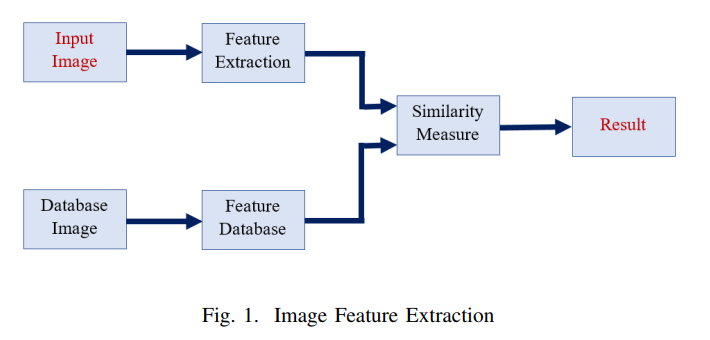 Input
Image
Feature
Extraction
Similarity
Measure
Result
Database
Image
Feature
Database
Fig. 1. Image Feature Extraction